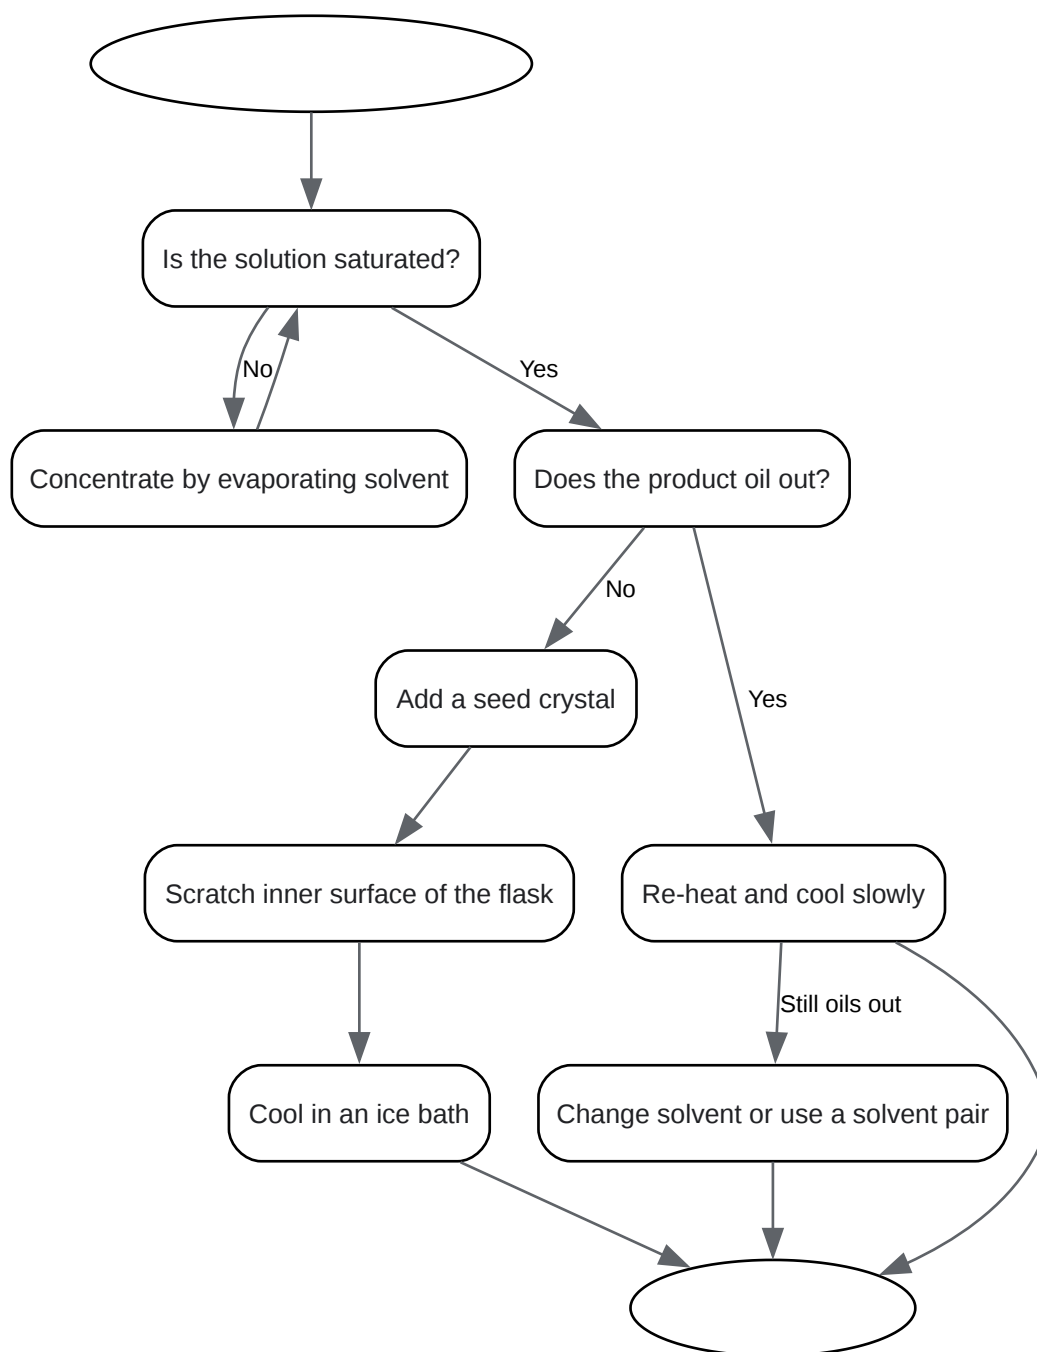 Is the solution saturated?
No
Yes
Concentrate by evaporating solvent
Does the product oil out?
No
Add a seed crystal
Yes
Scratch inner surface of the flask
Re-heat and cool slowly
Still oils out
Cool in an ice bath
Change solvent or use a solvent pair